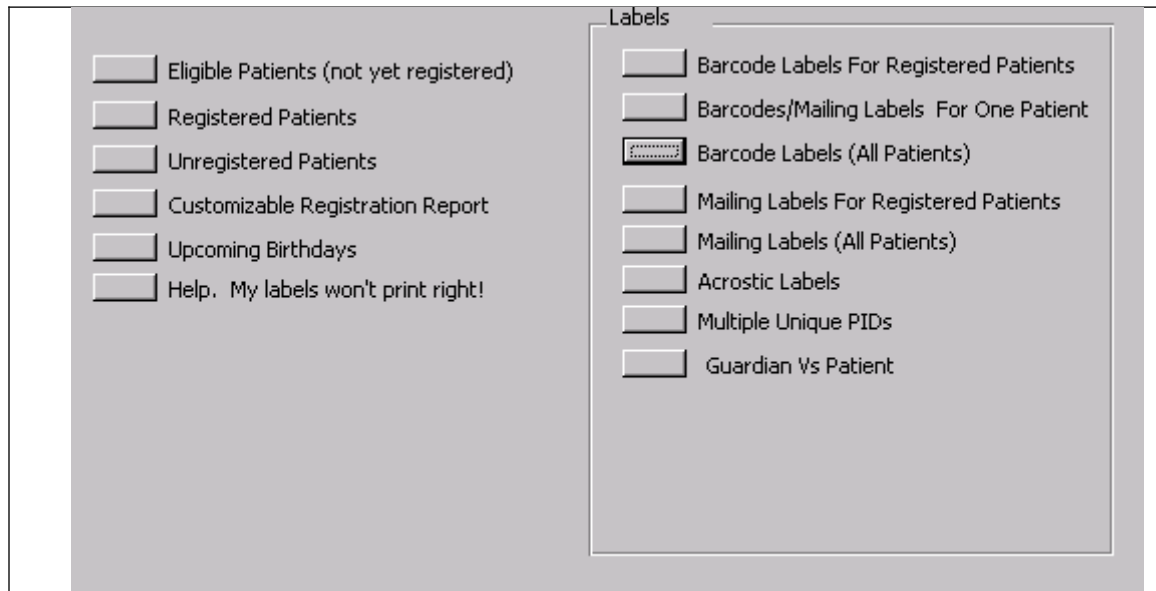 Eligible Patients (not yet registered)
Registered Patients
Unregistered Patients
Customizable Registration Report
Upcoming Birthdays
Help. My labels won't print right!
Labels
Barcode Labels For Registered Patients
Barcodes/Mailing Labels For One Patient
Barcode Labels (All Patients)
Mailing Labels For Registered Patients
Mailing Labels (All Patients)
Acrostic Labels
Multiple Unique PIDs
Guardian Vs Patient